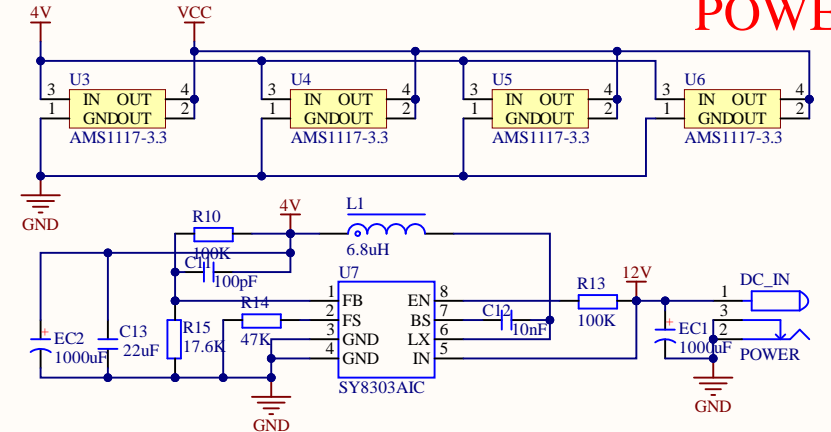 4V
VCC
POWE
U3
U4
U5
U6
3 IN OUT 4
1 GNDOUT 2
3 IN OUT 4
1 GNDOUT 2
3 IN OUT 4
1 GNDOUT 2
3 IN OUT 4
1 GNDOUT 2
AMS1117-3.3
AMS1117-3.3
AMS1117-3.3
AMS1117-3.3
GND
4V
L1
R10
100K
6.8uH
C11
100pF
U7
R14
47K
R15
17.6K
EC2
1000uF
C13
22uF
+
1 FB EN 8
2 FS BS 7
3 GND LX 6
4 GND IN 5
SY8303AIC
GND
C12
10nF
R13
100K
12V
+
EC1
1000uF
DC_IN
1
3
2
POWER
GND